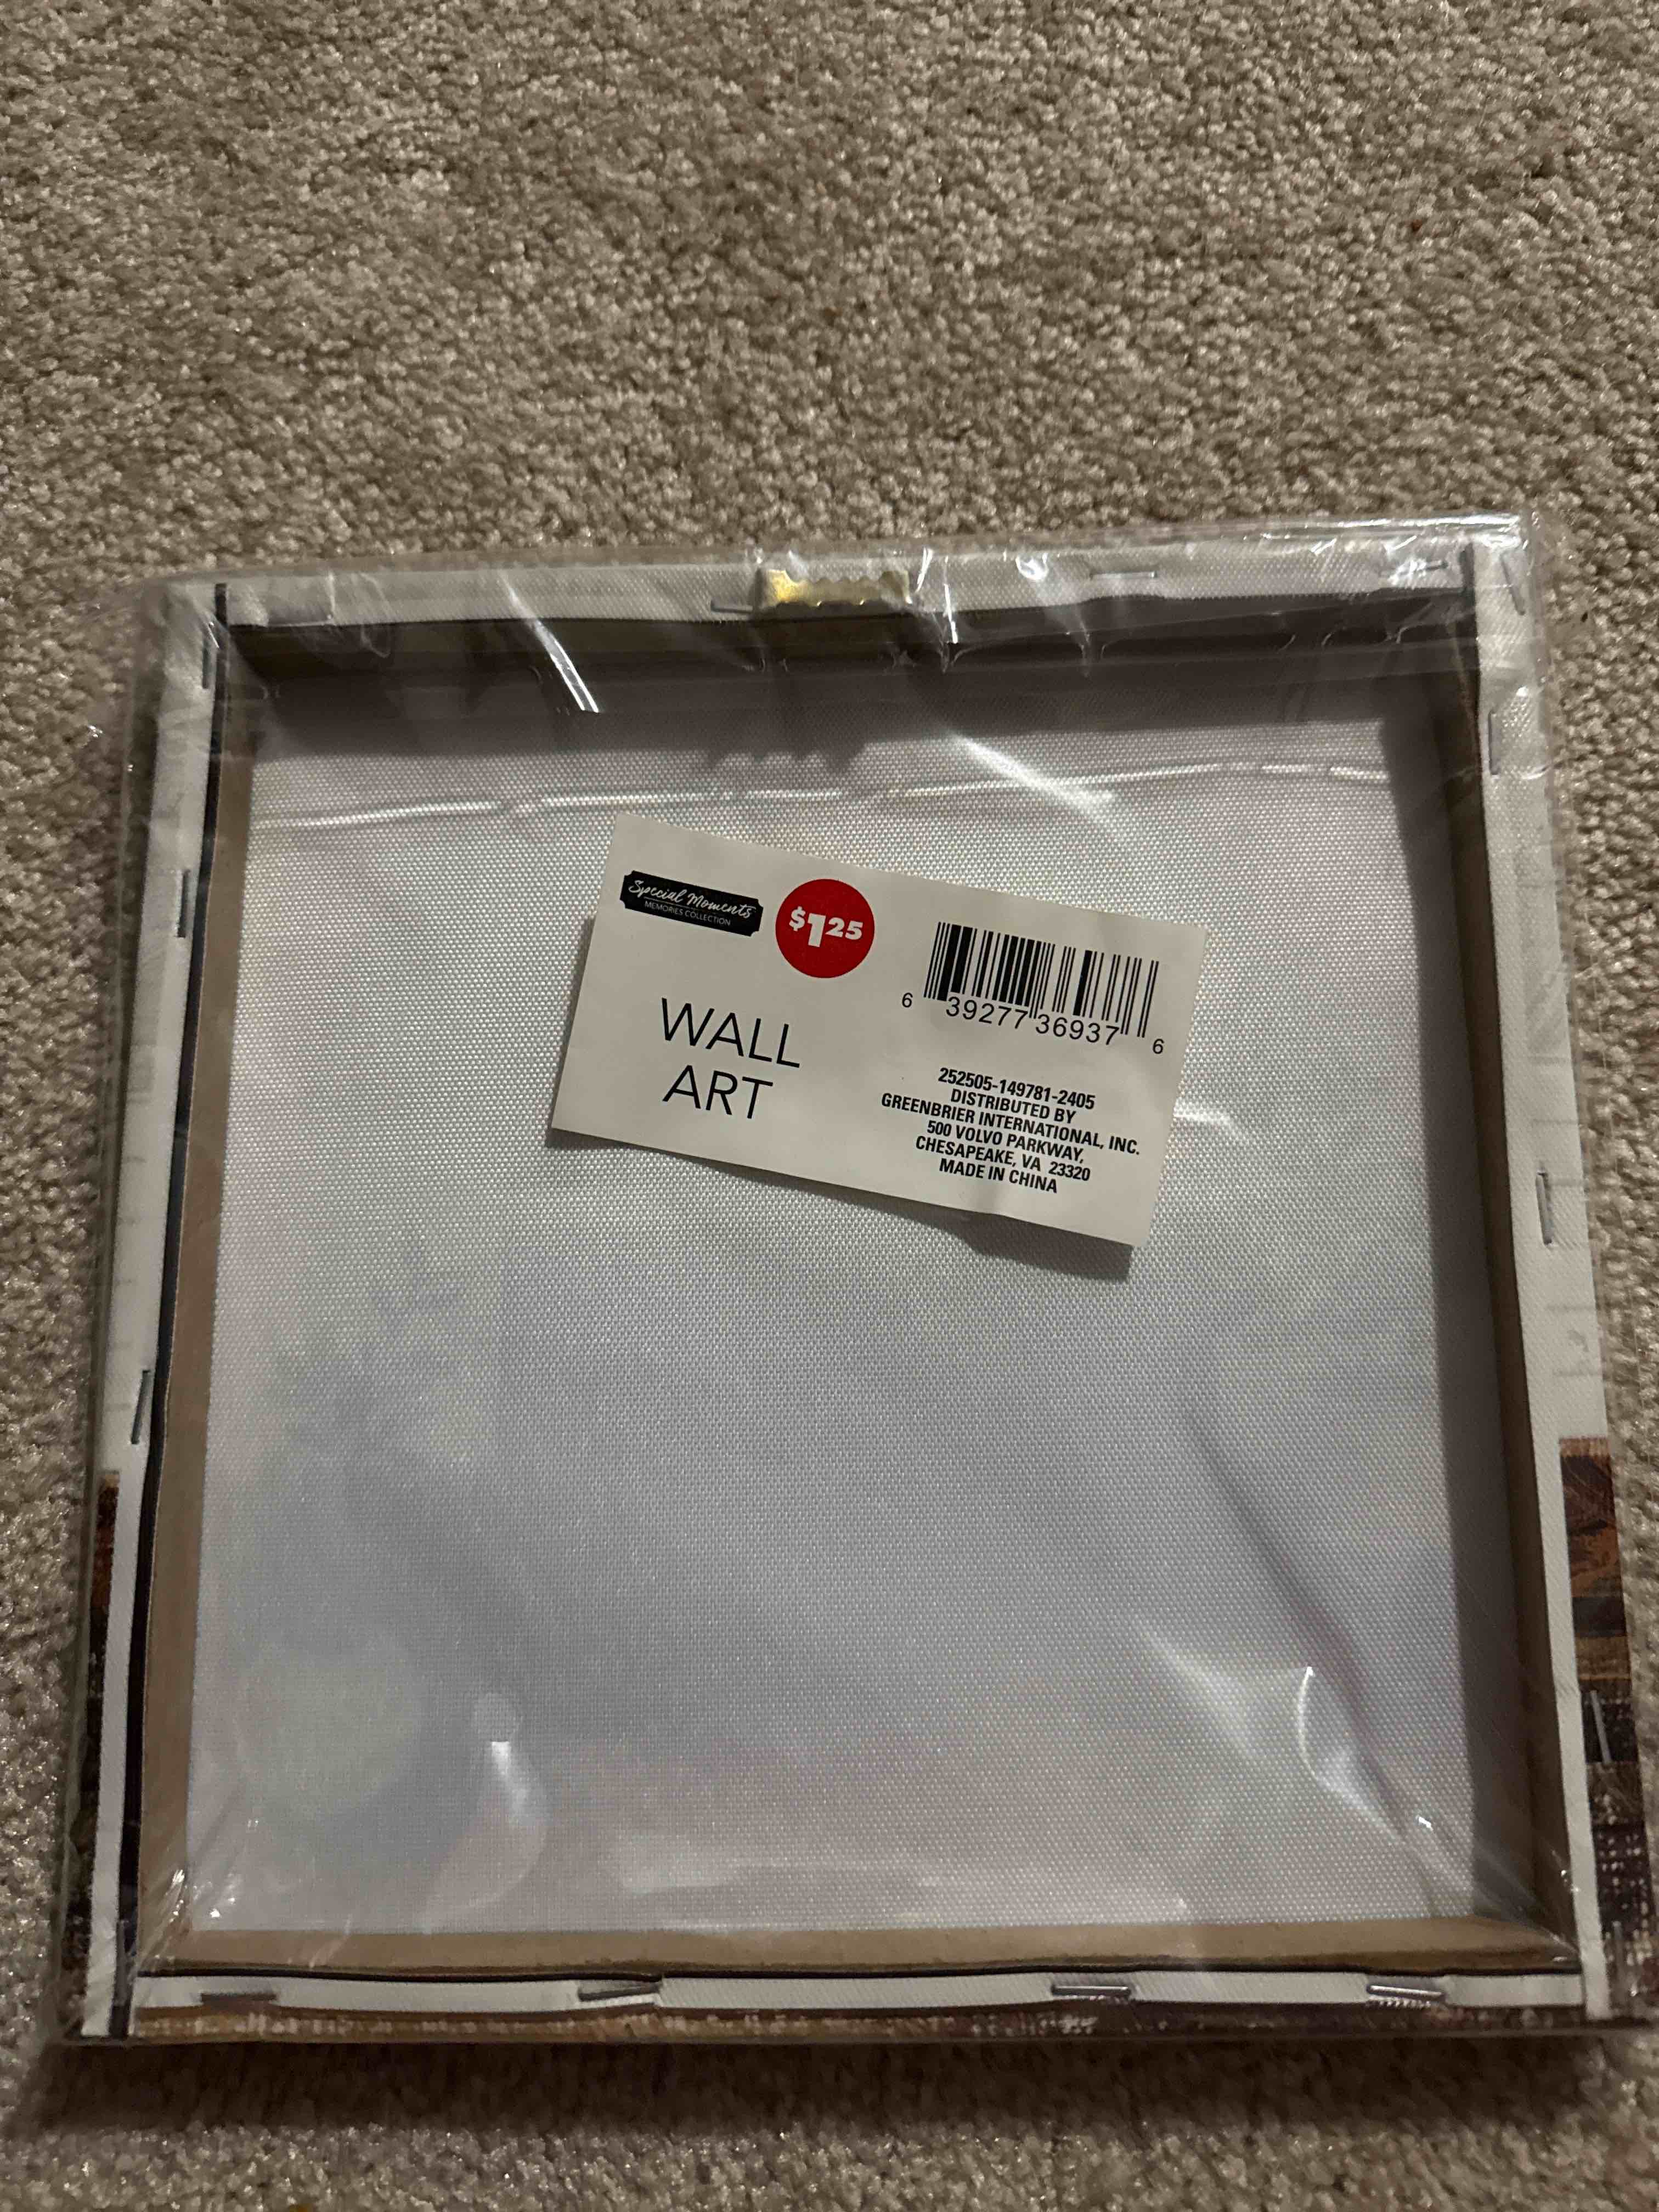 Special Moments
MEMORIES COLLECTION
$1.25
WALL
ART
6 39277 36937 6
252505-149781-2405
DISTRIBUTED BY
GREENBRIER INTERNATIONAL, INC.
500 VOLVO PARKWAY,
CHESAPEAKE, VA 23320
MADE IN CHINA